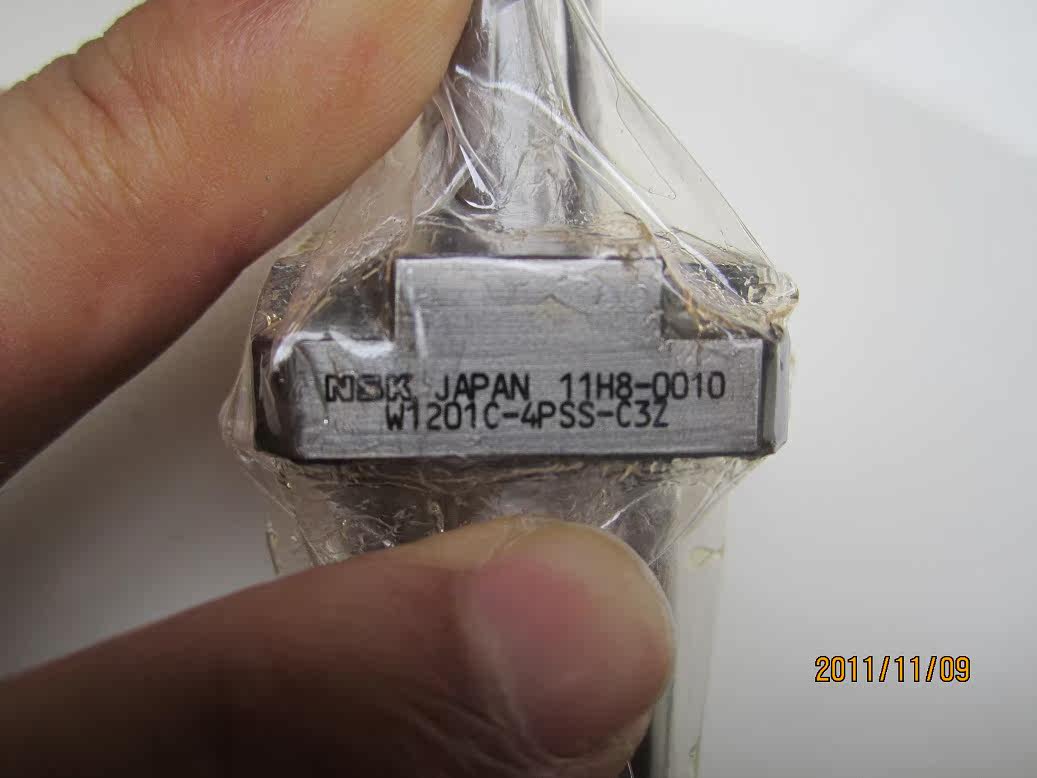 NSK JAPAN 11H8-0010
W1201C-4PSS-C3Z
2011/11/09